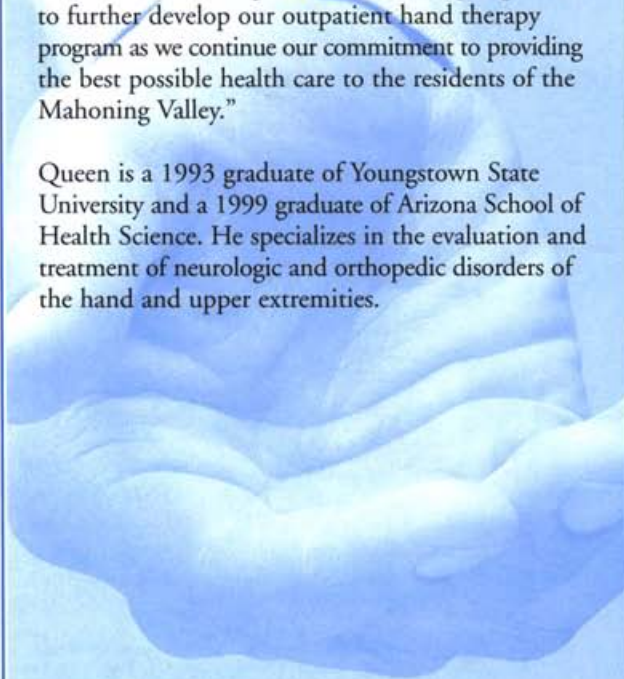 to further develop our outpatient hand therapy
program as we continue our commitment to providing
the best possible health care to the residents of the
Mahoning Valley.”
Queen is a 1993 graduate of Youngstown State
University and a 1999 graduate of Arizona School of
Health Science. He specializes in the evaluation and
treatment of neurologic and orthopedic disorders of
the hand and upper extremities.